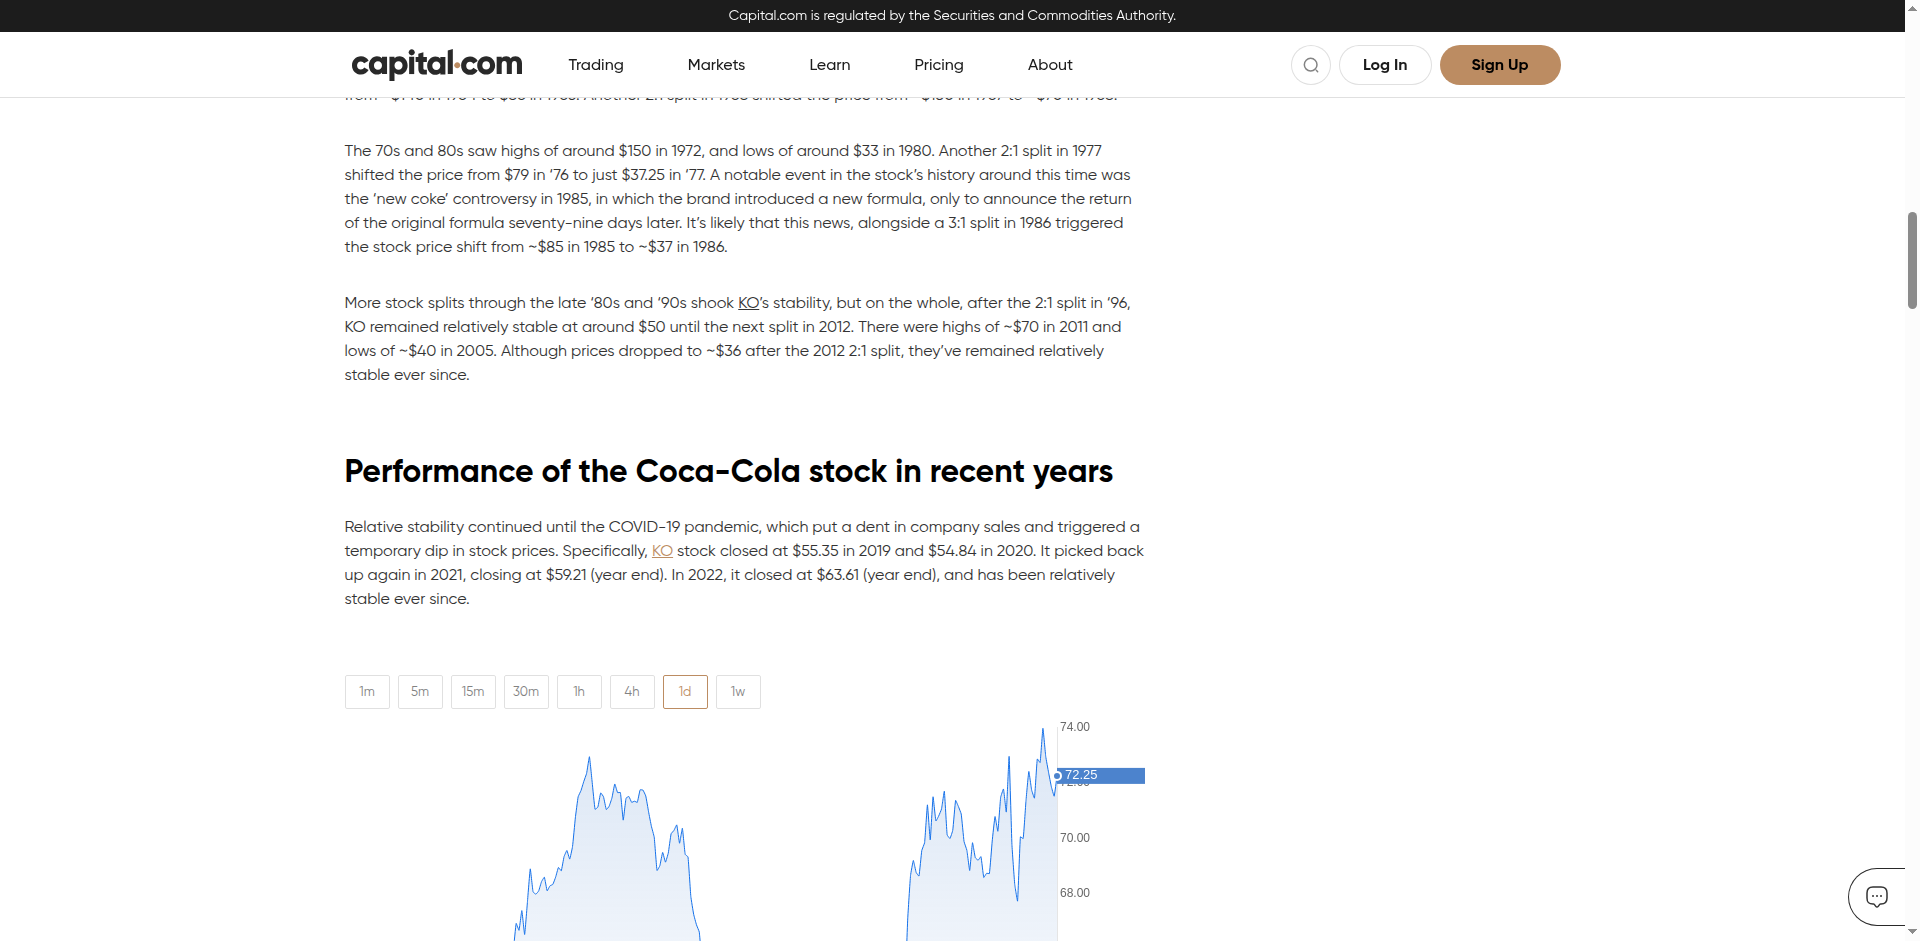 Capital.com is regulated by the Securities and Commodities Authority.
capital.com
Trading
Markets
Learn
Pricing
About
Log In
Sign Up
The 70s and 80s saw highs of around $150 in 1972, and lows of around $33 in 1980. Another 2:1 split in 1977
shifted the price from $79 in ’76 to just $37.25 in ’77. A notable event in the stock’s history around this time was
the ‘new coke’ controversy in 1985, in which the brand introduced a new formula, only to announce the return
of the original formula seventy-nine days later. It’s likely that this news, alongside a 3:1 split in 1986 triggered
the stock price shift from ~$85 in 1985 to ~$37 in 1986.
More stock splits through the late ’80s and ’90s shook KO’s stability, but on the whole, after the 2:1 split in ’96,
KO remained relatively stable at around $50 until the next split in 2012. There were highs of ~$70 in 2011 and
lows of ~$40 in 2005. Although prices dropped to ~$36 after the 2012 2:1 split, they’ve remained relatively
stable ever since.
Performance of the Coca-Cola stock in recent years
Relative stability continued until the COVID-19 pandemic, which put a dent in company sales and triggered a
temporary dip in stock prices. Specifically, KO stock closed at $55.35 in 2019 and $54.84 in 2020. It picked back
up again in 2021, closing at $59.21 (year end). In 2022, it closed at $63.61 (year end), and has been relatively
stable ever since.
1m
5m
15m
30m
1h
4h
1d
1w
74.00
72.25
70.00
68.00